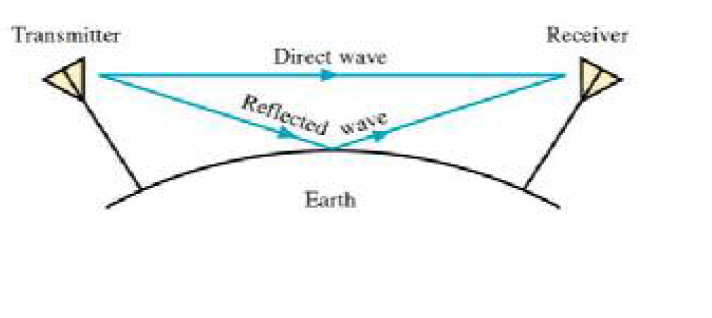 Transmitter
Receiver
Direct wave
Reflected wave
Earth